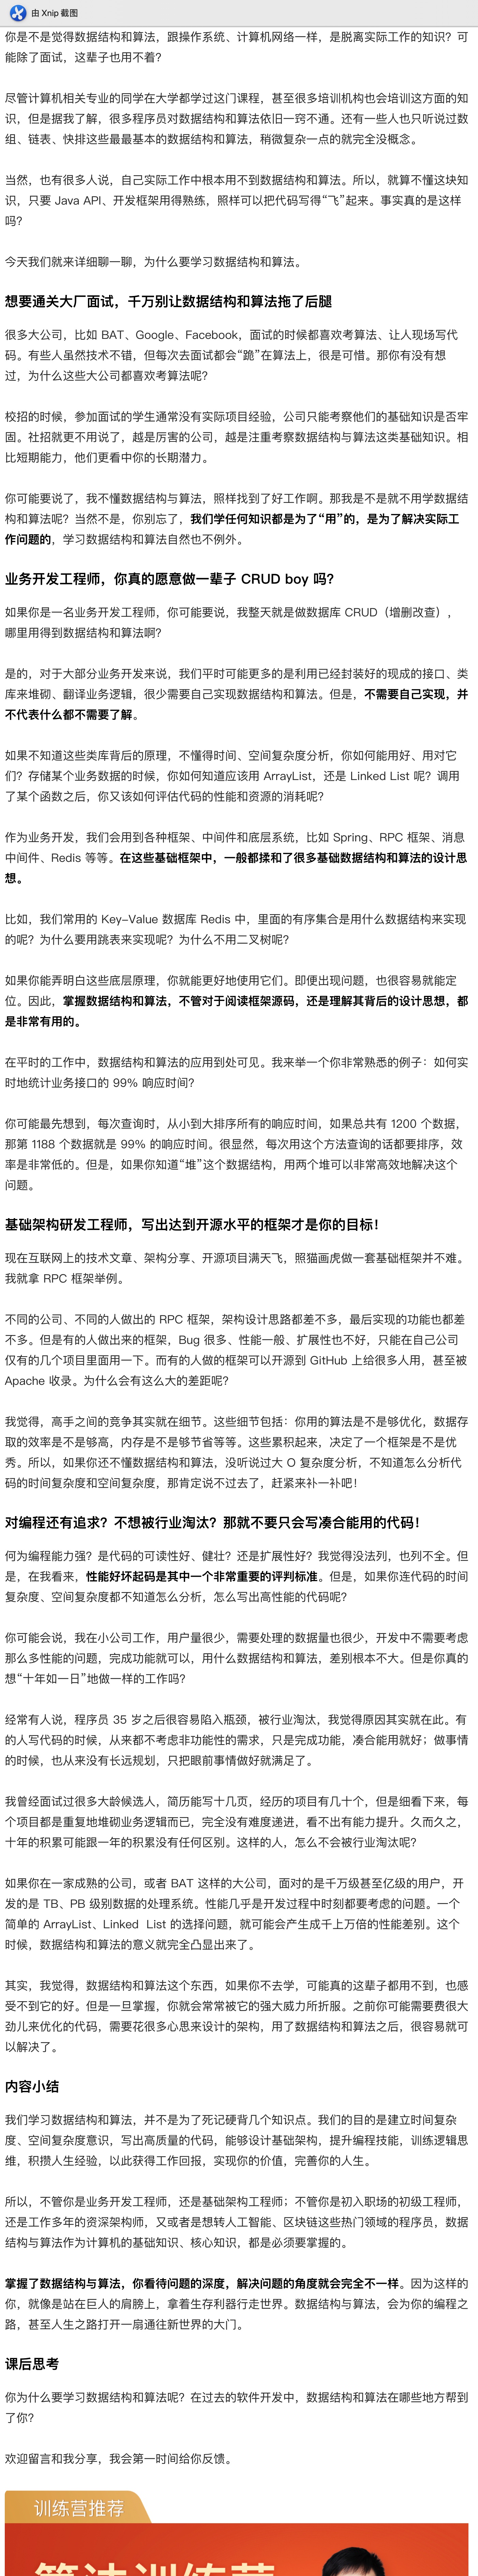 由 Xnip 截图
你是不是觉得数据结构和算法，跟操作系统、计算机网络一样，是脱离实际工作的知识？可
能除了面试，这辈子也用不着？
尽管计算机相关专业的同学在大学都学过这门课程，甚至很多培训机构也会培训这方面的知
识，但是据我了解，很多程序员对数据结构和算法依旧一窍不通。还有一些人也只听说过数
组、链表、快排这些最最基本的数据结构和算法，稍微复杂一点的就完全没概念。
当然，也有很多人说，自己实际工作中根本用不到数据结构和算法。所以，就算不懂这块知
识，只要 Java API、开发框架用得熟练，照样可以把代码写得“飞”起来。事实真的是这样
吗？
今天我们就来详细聊一聊，为什么要学习数据结构和算法。
想要通关大厂面试，千万别让数据结构和算法拖了后腿
很多大公司，比如 BAT、Google、Facebook，面试的时候都喜欢考算法、让人现场写代
码。有些人虽然技术不错，但每次去面试都会“跪”在算法上，很是可惜。那你有没有想
过，为什么这些大公司都喜欢考算法呢？
校招的时候，参加面试的学生通常没有实际项目经验，公司只能考察他们的基础知识是否牢
固。社招就更不用说了，越是厉害的公司，越是注重考察数据结构与算法这类基础知识。相
比短期能力，他们更看中你的长期潜力。
你可能要说了，我不懂数据结构与算法，照样找到了好工作啊。那我是不是就不用学数据结
构和算法呢？当然不是，你别忘了，我们学任何知识都是为了“用”的，是为了解决实际工
作问题的，学习数据结构和算法自然也不例外。
业务开发工程师，你真的愿意做一辈子 CRUD boy 吗？
如果你是一名业务开发工程师，你可能要说，我整天就是做数据库 CRUD（增删改查），
哪里用得到数据结构和算法啊？
是的，对于大部分业务开发来说，我们平时可能更多的是利用已经封装好的现成的接口、类
库来堆砌、翻译业务逻辑，很少需要自己实现数据结构和算法。但是，不需要自己实现，并
不代表什么都不需要了解。
如果不知道这些类库背后的原理，不懂得时间、空间复杂度分析，你如何能用好、用对它
们？存储某个业务数据的时候，你如何知道应该用 ArrayList，还是 Linked List 呢？调用
了某个函数之后，你又该如何评估代码的性能和资源的消耗呢？
作为业务开发，我们会用到各种框架、中间件和底层系统，比如 Spring、RPC 框架、消息
中间件、Redis 等等。在这些基础框架中，一般都揉和了很多基础数据结构和算法的设计思
想。
比如，我们常用的 Key-Value 数据库 Redis 中，里面的有序集合是用什么数据结构来实现
的呢？为什么要用跳表来实现呢？为什么不用二叉树呢？
如果你能弄明白这些底层原理，你就能更好地使用它们。即便出现问题，也很容易就能定
位。因此，掌握数据结构和算法，不管对于阅读框架源码，还是理解其背后的设计思想，都
是非常有用的。
在平时的工作中，数据结构和算法的应用到处可见。我来举一个你非常熟悉的例子：如何实
时地统计业务接口的 99% 响应时间？
你可能最先想到，每次查询时，从小到大排序所有的响应时间，如果总共有 1200 个数据，
那第 1188 个数据就是 99% 的响应时间。很显然，每次用这个方法查询的话都要排序，效
率是非常低的。但是，如果你知道“堆”这个数据结构，用两个堆可以非常高效地解决这个
问题。
基础架构研发工程师，写出达到开源水平的框架才是你的目标！
现在互联网上的技术文章、架构分享、开源项目满天飞，照猫画虎做一套基础框架并不难。
我就拿 RPC 框架举例。
不同的公司、不同的人做出的 RPC 框架，架构设计思路都差不多，最后实现的功能也都差
不多。但是有的人做出来的框架，Bug 很多、性能一般、扩展性也不好，只能在自己公司
仅有的几个项目里面用一下。而有的人做的框架可以开源到 GitHub 上给很多人用，甚至被
Apache 收录。为什么会有这么大的差距呢？
我觉得，高手之间的竞争其实就在细节。这些细节包括：你用的算法是不是够优化，数据存
取的效率是不是够高，内存是不是够节省等等。这些累积起来，决定了一个框架是不是优
秀。所以，如果你还不懂数据结构和算法，没听说过大 O 复杂度分析，不知道怎么分析代
码的时间复杂度和空间复杂度，那肯定说不过去了，赶紧来补一补吧！
对编程还有追求？不想被行业淘汰？那就不要只会写凑合能用的代码！
何为编程能力强？是代码的可读性好、健壮？还是扩展性好？我觉得没法列，也列不全。但
是，在我看来，性能好坏起码是其中一个非常重要的评判标准。但是，如果你连代码的时间
复杂度、空间复杂度都不知道怎么分析，怎么写出高性能的代码呢？
你可能会说，我在小公司工作，用户量很少，需要处理的数据量也很少，开发中不需要考虑
那么多性能的问题，完成功能就可以，用什么数据结构和算法，差别根本不大。但是你真的
想“十年如一日”地做一样的工作吗？
经常有人说，程序员 35 岁之后很容易陷入瓶颈，被行业淘汰，我觉得原因其实就在此。有
的人写代码的时候，从来都不考虑非功能性的需求，只是完成功能，凑合能用就好；做事情
的时候，也从来没有长远规划，只把眼前事情做好就满足了。
我曾经面试过很多大龄候选人，简历能写十几页，经历的项目有几十个，但是细看下来，每
个项目都是重复地堆砌业务逻辑而已，完全没有难度递进，看不出有能力提升。久而久之，
十年的积累可能跟一年的积累没有任何区别。这样的人，怎么不会被行业淘汰呢？
如果你在一家成熟的公司，或者 BAT 这样的大公司，面对的是千万级甚至亿级的用户，开
发的是 TB、PB 级别数据的处理系统。性能几乎是开发过程中时刻都要考虑的问题。一个
简单的 ArrayList、Linked List 的选择问题，就可能会产生成千上万倍的性能差别。这个
时候，数据结构和算法的意义就完全凸显出来了。
其实，我觉得，数据结构和算法这个东西，如果你不去学，可能真的这辈子都用不到，也感
受不到它的好。但是一旦掌握，你就会常常被它的强大威力所折服。之前你可能需要费很大
劲儿来优化的代码，需要花很多心思来设计的架构，用了数据结构和算法之后，很容易就可
以解决了。
内容小结
我们学习数据结构和算法，并不是为了死记硬背几个知识点。我们的目的是建立时间复杂
度、空间复杂度意识，写出高质量的代码，能够设计基础架构，提升编程技能，训练逻辑思
维，积攒人生经验，以此获得工作回报，实现你的价值，完善你的人生。
所以，不管你是业务开发工程师，还是基础架构工程师；不管你是初入职场的初级工程师，
还是工作多年的资深架构师，又或者是想转人工智能、区块链这些热门领域的程序员，数据
结构与算法作为计算机的基础知识、核心知识，都是必须要掌握的。
掌握了数据结构与算法，你看待问题的深度，解决问题的角度就会完全不一样。因为这样的
你，就像是站在巨人的肩膀上，拿着生存利器行走世界。数据结构与算法，会为你的编程之
路，甚至人生之路打开一扇通往新世界的大门。
课后思考
你为什么要学习数据结构和算法呢？在过去的软件开发中，数据结构和算法在哪些地方帮到
了你？
欢迎留言和我分享，我会第一时间给你反馈。
训练营推荐